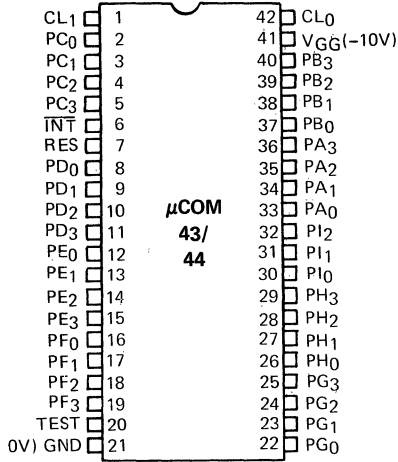 CL1 1 42 CL0
PC0 2 41 VGG(−10V)
PC1 3 40 PB3
PC2 4 39 PB2
PC3 5 38 PB1
INT 6 37 PB0
RES 7 36 PA3
PD0 8 35 PA2
PD1 9 34 PA1
PD2 10 μCOM 33 PA0
PD3 11 43/ 32 PI2
PE0 12 44 31 PI1
PE1 13 30 PI0
PE2 14 29 PH3
PE3 15 28 PH2
PF0 16 27 PH1
PF1 17 26 PH0
PF2 18 25 PG3
PF3 19 24 PG2
TEST 20 23 PG1
0V) GND 21 22 PG0